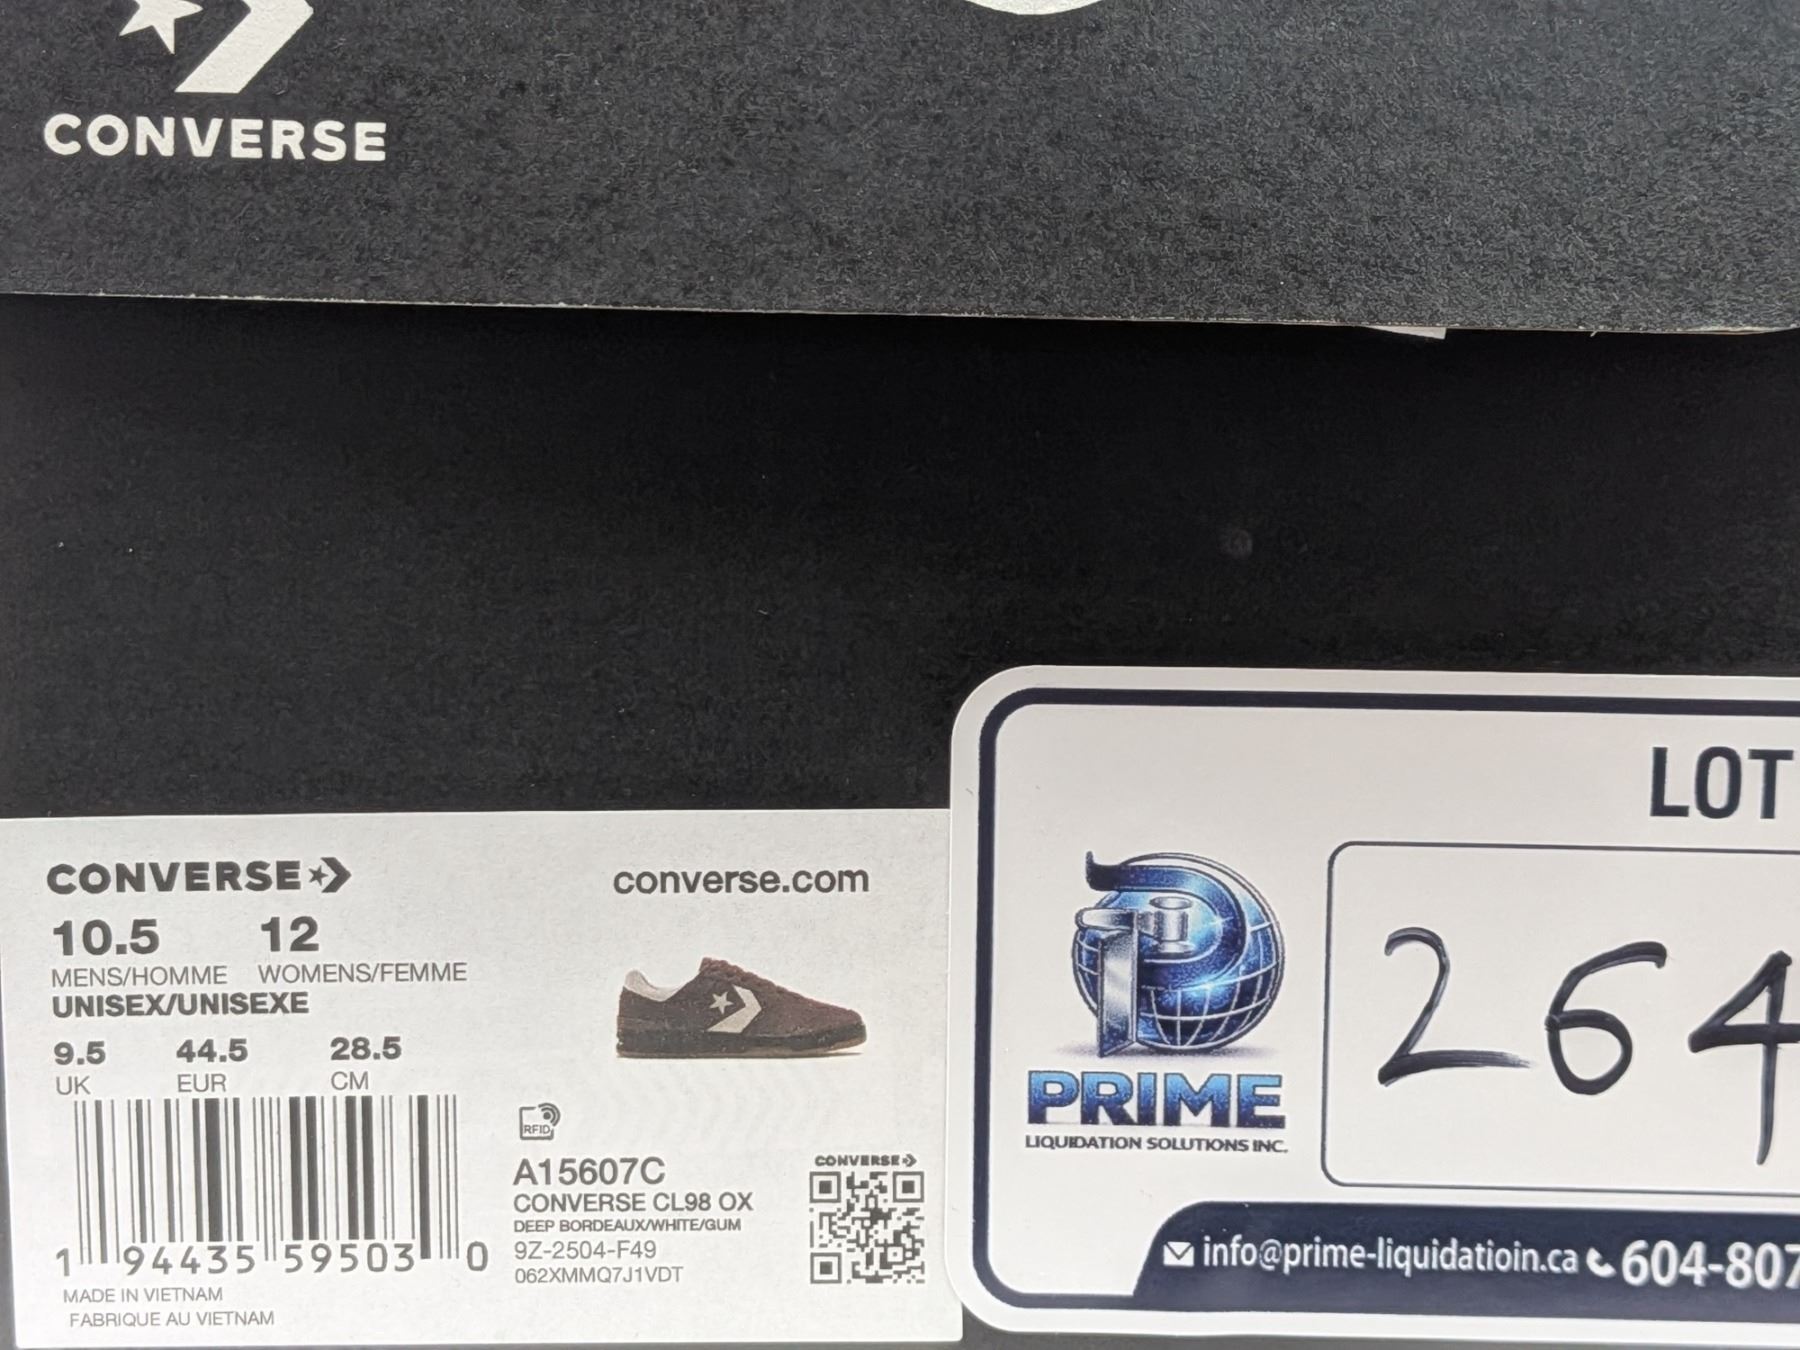 CONVERSE
CONVERSE
converse.com
10.5 12
MENS/HOMME WOMENS/FEMME
UNISEX/UNISEXE
9.5 44.5 28.5
UK EUR CM
RFID
A15607C
CONVERSE CL98 OX
DEEP BORDEAUX/WHITE/GUM
9Z-2504-F49
062XMMQ7J1VDT
CONVERSE
1 94435 59503 0
MADE IN VIETNAM
FABRIQUE AU VIETNAM
LOT
264
PRIME
LIQUIDATION SOLUTIONS INC.
info@prime-liquidatioin.ca 604-807